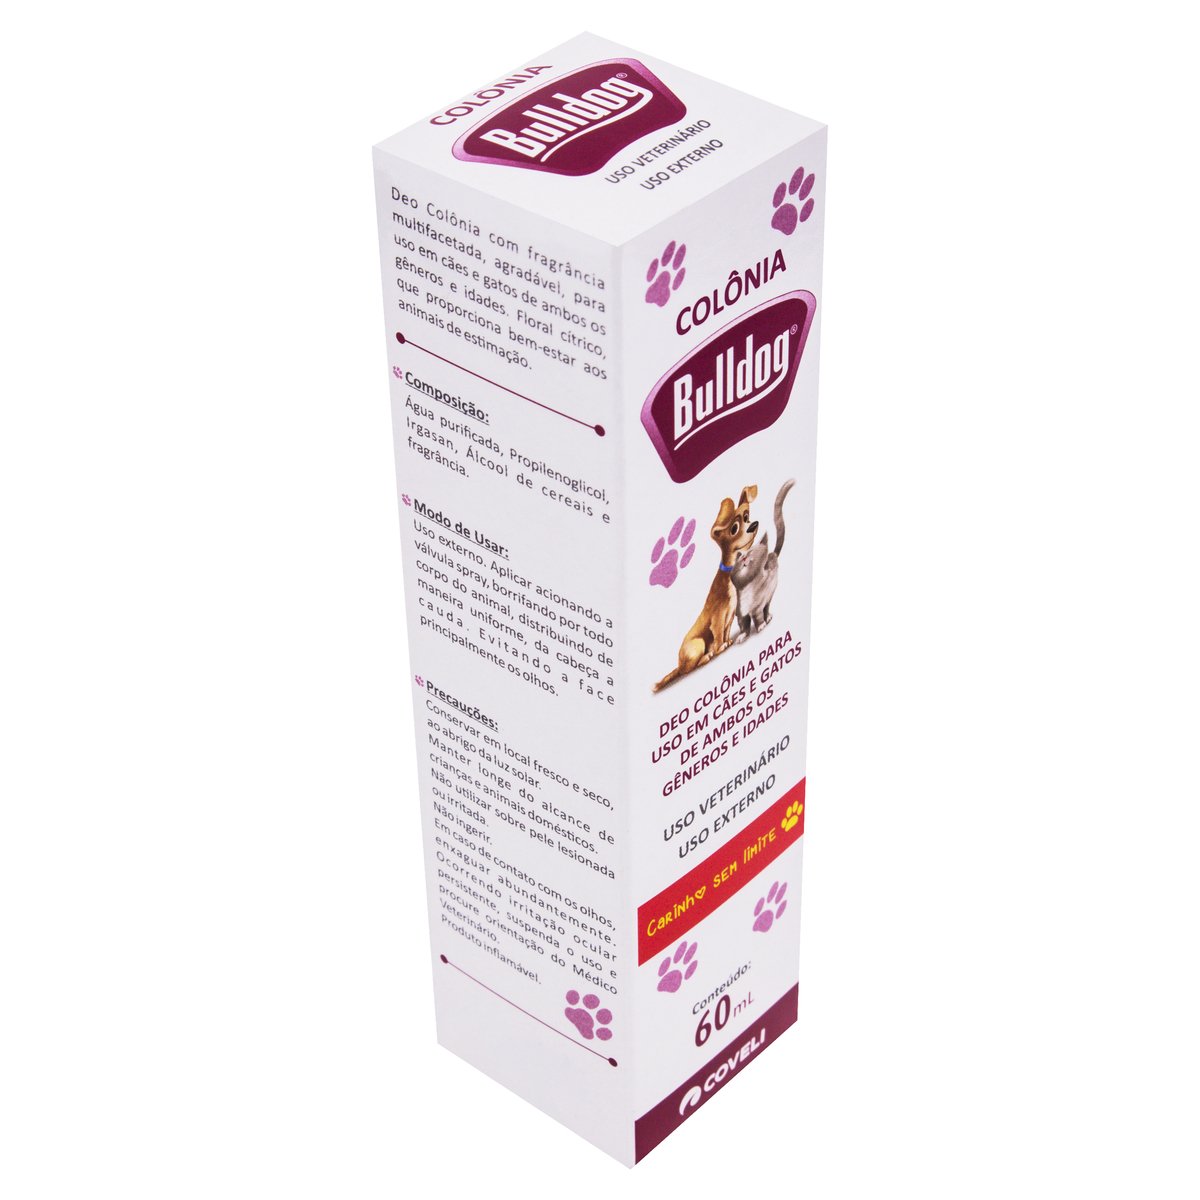 COLÔNIA
Bulldog®
USO VETERINÁRIO
USO EXTERNO
Deo Colônia com fragrância
multifacetada, agradável, para
uso em cães e gatos de ambos os
gêneros e idades. Floral cítrico,
que proporciona bem-estar aos
animais de estimação.
Composição:
Água purificada, Propilenoglicol,
Irgasan, Álcool de cereais e
fragrância.
Modo de Usar:
Uso externo. Aplicar acionando a
válvula spray, borrifando por todo
corpo do animal, distribuindo de
maneira uniforme, da cabeça a
cauda. Evitando a face
principalmente os olhos.
Precauções:
Conservar em local fresco e seco,
ao abrigo da luz solar.
Manter longe do alcance de
crianças e animais domésticos.
Não utilizar sobre pele lesionada
ou irritada.
Não ingerir.
Em caso de contato com os olhos,
enxaguar abundantemente.
Ocorrendo irritação ocular
persistente, suspenda o uso e
procure orientação do Médico
Veterinário.
Produto inflamável.
COLÔNIA
Bulldog®
DEO COLÔNIA PARA
USO EM CÃES E GATOS
DE AMBOS OS
GÊNEROS E IDADES
USO VETERINÁRIO
USO EXTERNO
Carinho SEM LIMITE
Conteúdo:
60mL
COVELI